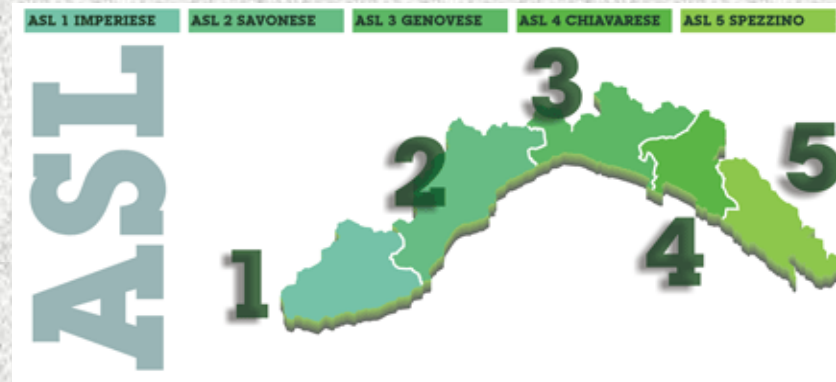 ASL 1 IMPERIESE
ASL 2 SAVONESE
ASL 3 GENOVESE
ASL 4 CHIAVARESE
ASL 5 SPEZZINO
ASL
1
2
3
4
5